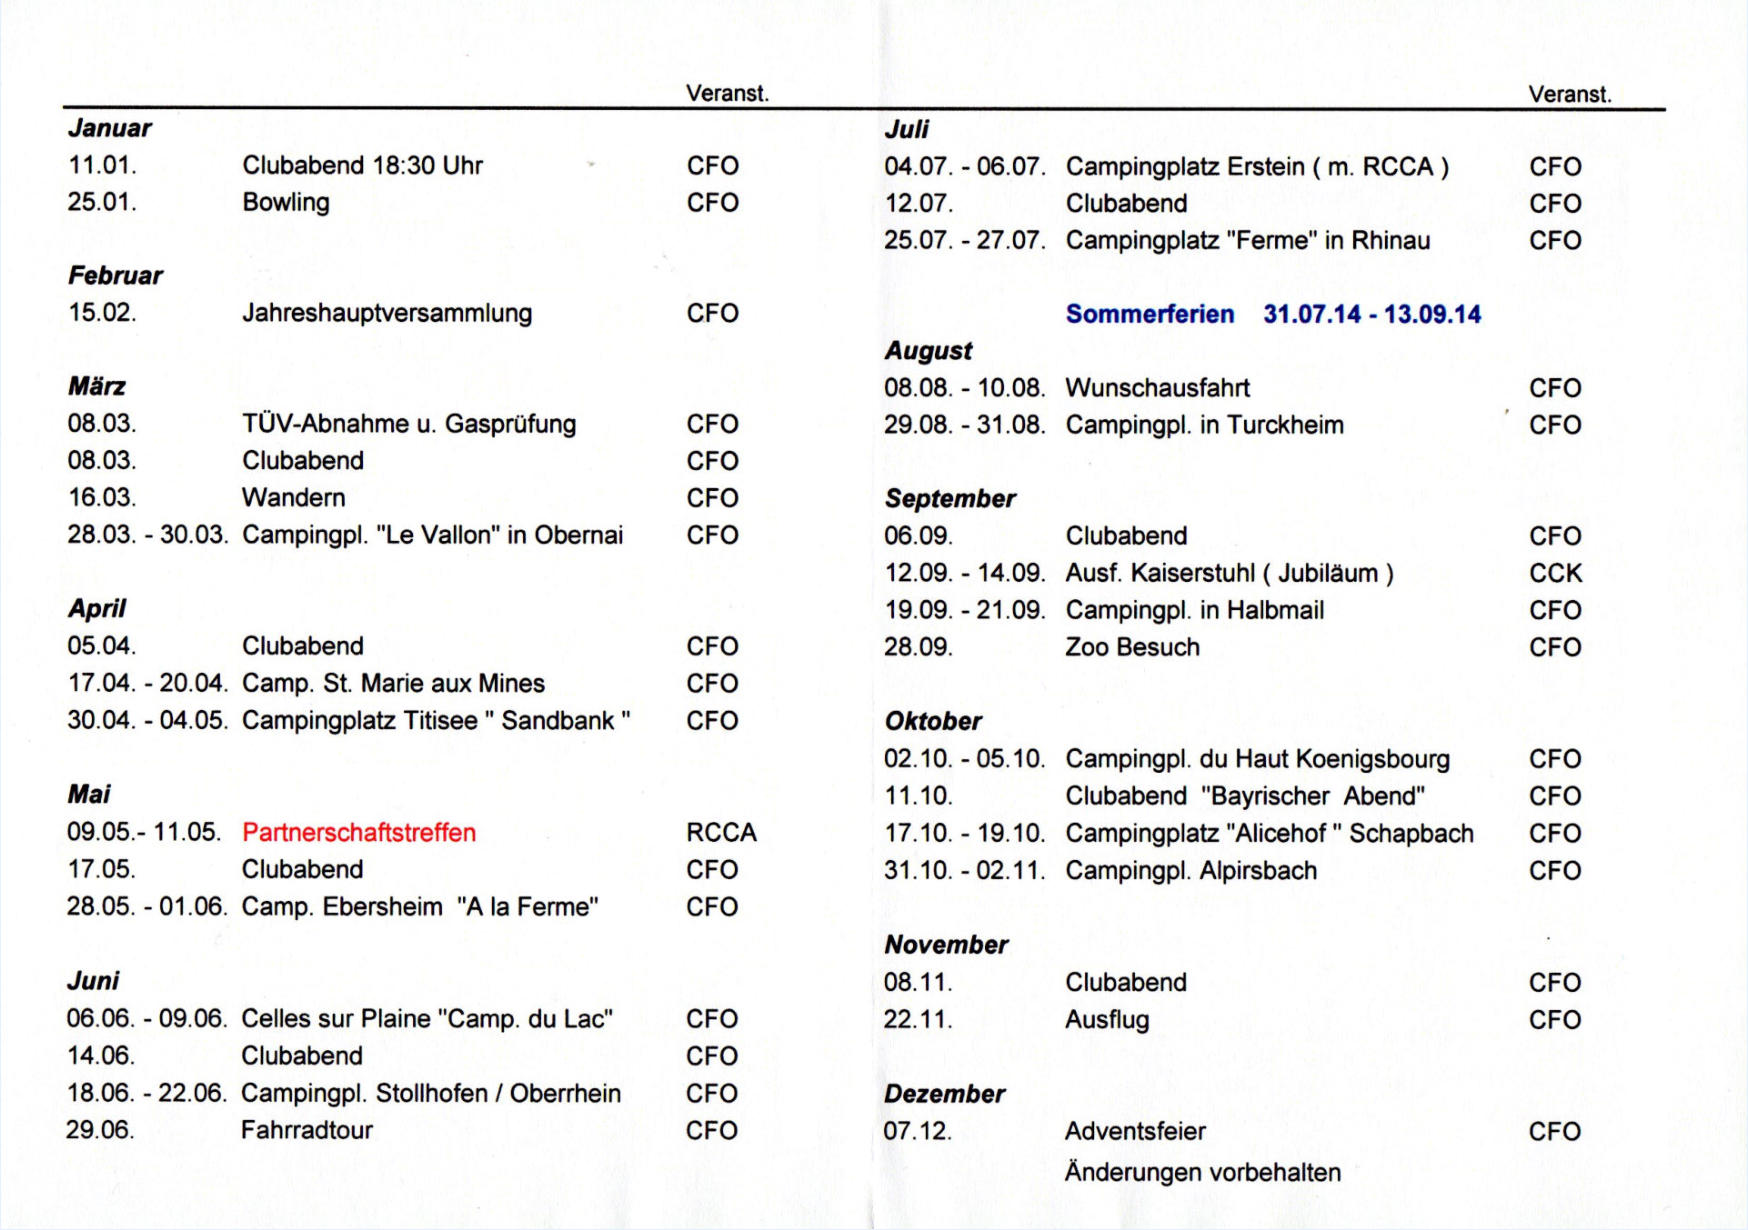 Veranst.
Januar
11.01. Clubabend 18:30 Uhr CFO
25.01. Bowling CFO
Februar
15.02. Jahreshauptversammlung CFO
März
08.03. TÜV-Abnahme u. Gasprüfung CFO
08.03. Clubabend CFO
16.03. Wandern CFO
28.03. - 30.03. Campingpl. "Le Vallon" in Obernai CFO
April
05.04. Clubabend CFO
17.04. - 20.04. Camp. St. Marie aux Mines CFO
30.04. - 04.05. Campingplatz Titisee " Sandbank " CFO
Mai
09.05.- 11.05. Partnerschaftstreffen RCCA
17.05. Clubabend CFO
28.05. - 01.06. Camp. Ebersheim "A la Ferme" CFO
Juni
06.06. - 09.06. Celles sur Plaine "Camp. du Lac" CFO
14.06. Clubabend CFO
18.06. - 22.06. Campingpl. Stollhofen / Oberrhein CFO
29.06. Fahrradtour CFO
Veranst.
Juli
04.07. - 06.07. Campingplatz Erstein ( m. RCCA ) CFO
12.07. Clubabend CFO
25.07. - 27.07. Campingplatz "Ferme" in Rhinau CFO
Sommerferien 31.07.14 - 13.09.14
August
08.08. - 10.08. Wunschausfahrt CFO
29.08. - 31.08. Campingpl. in Turckheim CFO
September
06.09. Clubabend CFO
12.09. - 14.09. Ausf. Kaiserstuhl ( Jubiläum ) CCK
19.09. - 21.09. Campingpl. in Halbmail CFO
28.09. Zoo Besuch CFO
Oktober
02.10. - 05.10. Campingpl. du Haut Koenigsbourg CFO
11.10. Clubabend "Bayrischer Abend" CFO
17.10. - 19.10. Campingplatz "Alicehof " Schapbach CFO
31.10. - 02.11. Campingpl. Alpirsbach CFO
November
08.11. Clubabend CFO
22.11. Ausflug CFO
Dezember
07.12. Adventsfeier CFO
Änderungen vorbehalten